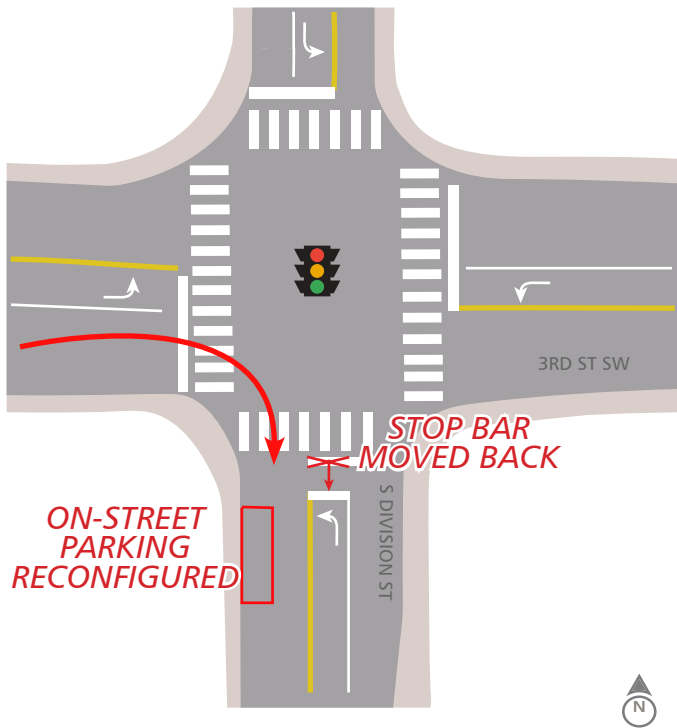 3RD ST SW
STOP BAR
MOVED BACK
S DIVISION ST
ON-STREET
PARKING
RECONFIGURED
N